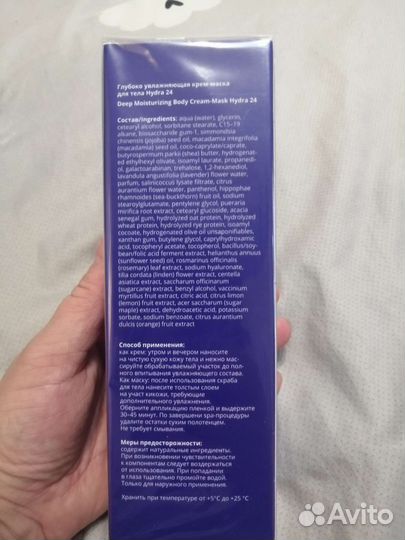 Глубоко увлажняющая крем-маска
для тела Hydra 24
Deep Moisturizing Body Cream-Mask Hydra 24
Состав/Ingredients: aqua (water), glycerin,
cetearyl alcohol, sorbitane stearate, C15–19
alkane, biosaccharide gum-1, simmondsia
chinensis (jojoba) seed oil, macadamia integrifolia
(macadamia) seed oil, coco-caprylate/caprate,
butyrospermum parkii (shea) butter, hydrogenat-
ed ethylhexyl olivate, isoamyl laurate, propanedi-
ol, galactoarabinan, trehalose, 1,2-hexanediol,
lavandula angustifolia (lavender) flower water,
parfum, salinicoccus lysate filtrate, citrus
aurantium flower water, panthenol, hippophae
rhamnoides (sea-buckthorn) fruit oil, sodium
stearoylglutamate, pentylene glycol, pueraria
mirifica root extract, cetearyl glucoside, acacia
senegal gum, hydrolyzed oat protein, hydrolyzed
wheat protein, hydrolyzed rye protein, isoamyl
cocoate, hydrogenated olive oil unsaponifiables,
xanthan gum, butylene glycol, caprylhydroxamic
acid, tocopheryl acetate, tocopherol, bacillus/soy-
bean/folic acid ferment extract, helianthus annuus
(sunflower seed) oil, rosmarinus officinalis
(rosemary) leaf extract, sodium hyaluronate,
tilia cordata (linden) flower extract, centella
asiatica extract, saccharum officinarum
(sugarcane) extract, benzyl alcohol, vaccinium
myrtillus fruit extract, citric acid, citrus limon
(lemon) fruit extract, acer saccharum (sugar
maple) extract, dehydroacetic acid, potassium
sorbate, sodium benzoate, citrus aurantium
dulcis (orange) fruit extract
Способ применения:
как крем: утром и вечером наносите
на чистую сухую кожу тела и нежно мас-
сируйте обрабатываемый участок до пол-
ного впитывания увлажняющего состава.
Как маску: после использования скраба
для тела нанесите толстым слоем
на участ кикожи, требующие
дополнительного увлажнения.
Оберните аппликацию пленкой и выдержите
30–45 минут. По завершени spa-процедуры
удалите остатки сухим полотенцем.
Не требует смывания.
Меры предосторожности:
содержит натуральные ингредиенты.
При возникновении чувствительности
к компонентам следует воздержаться
от использования. При попадании
в глаза тщательно промойте водой.
Только для наружного применения.
Хранить при температуре от +5°C до +25 °C
Avito